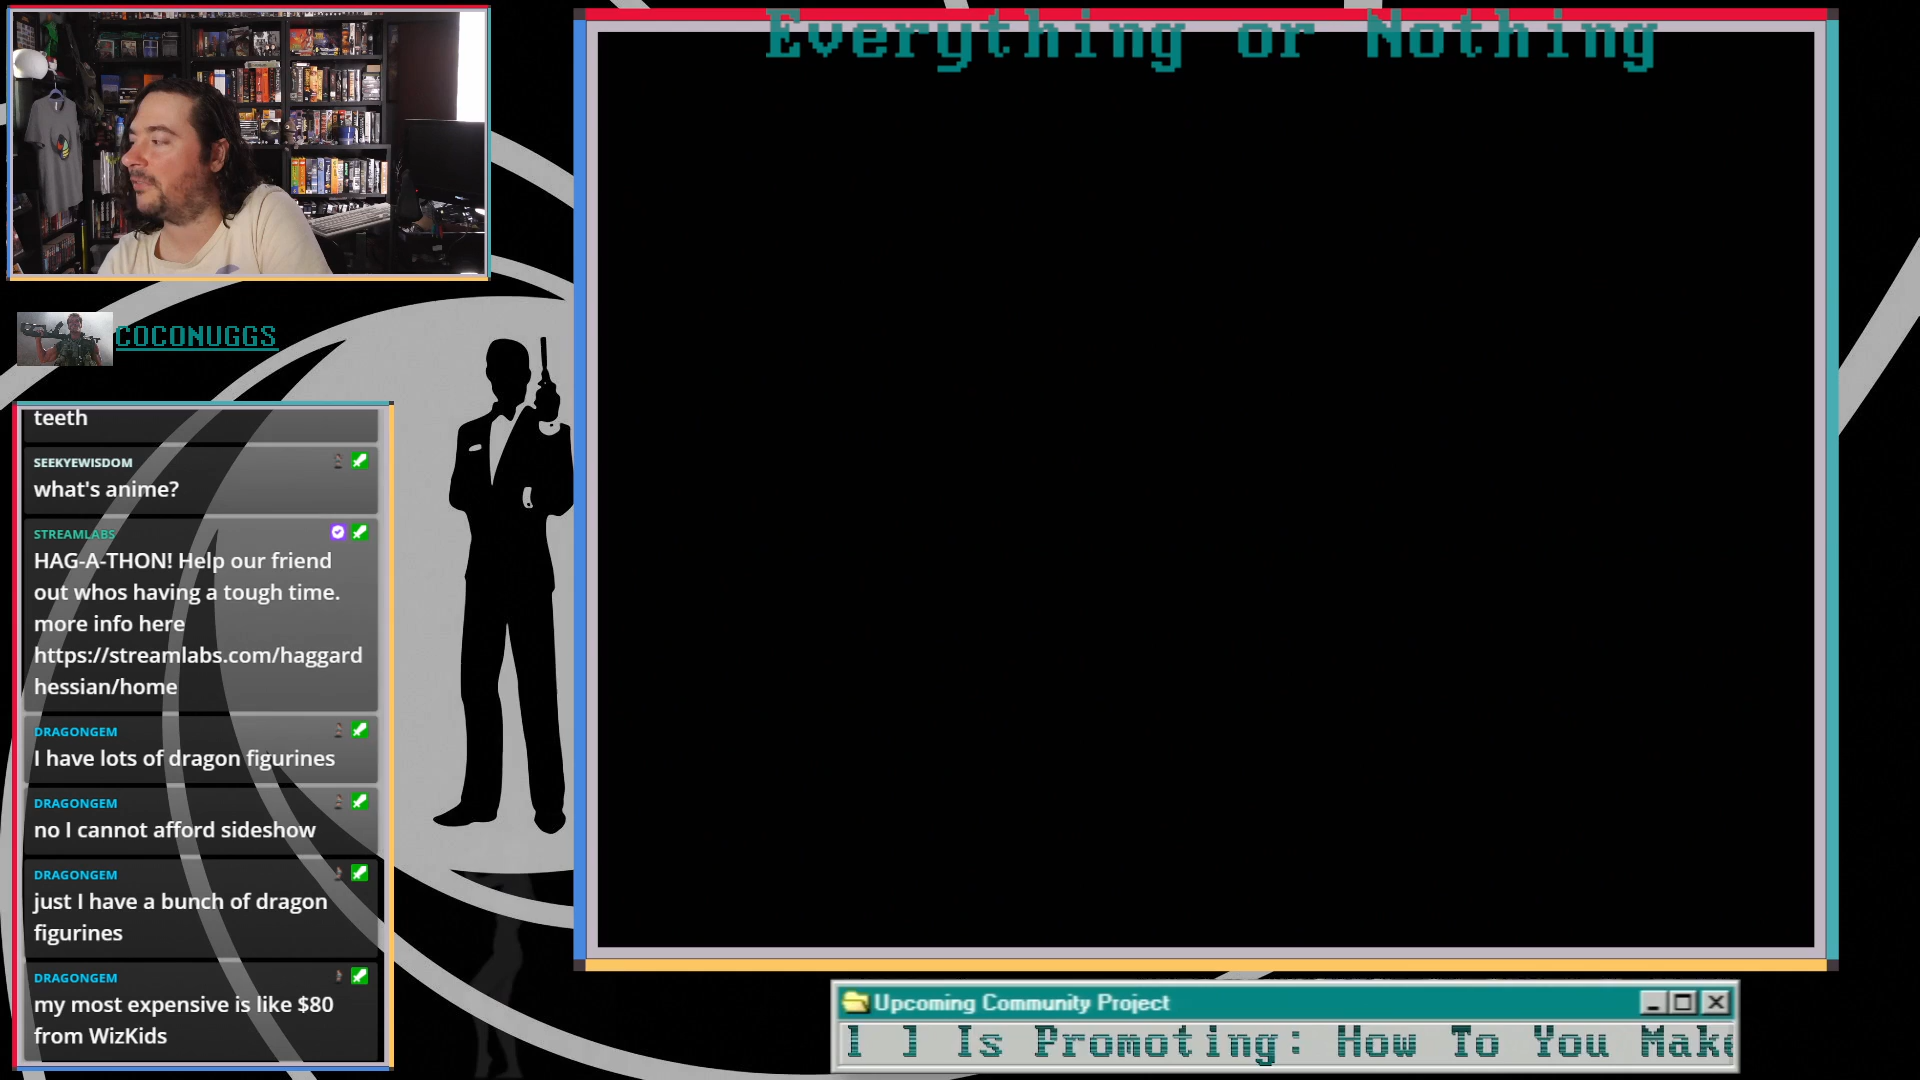 Everything or Nothing
COCONUGGS
teeth
SEEKYEWISDOM
what's anime?
STREAMLABS
HAG-A-THON! Help our friend
out whos having a tough time.
more info here
https://streamlabs.com/haggard
hessian/home
DRAGONGEM
I have lots of dragon figurines
DRAGONGEM
no I cannot afford sideshow
DRAGONGEM
just I have a bunch of dragon
figurines
DRAGONGEM
my most expensive is like $80
from WizKids
Upcoming Community Project
] Is Promoting: How To You Make